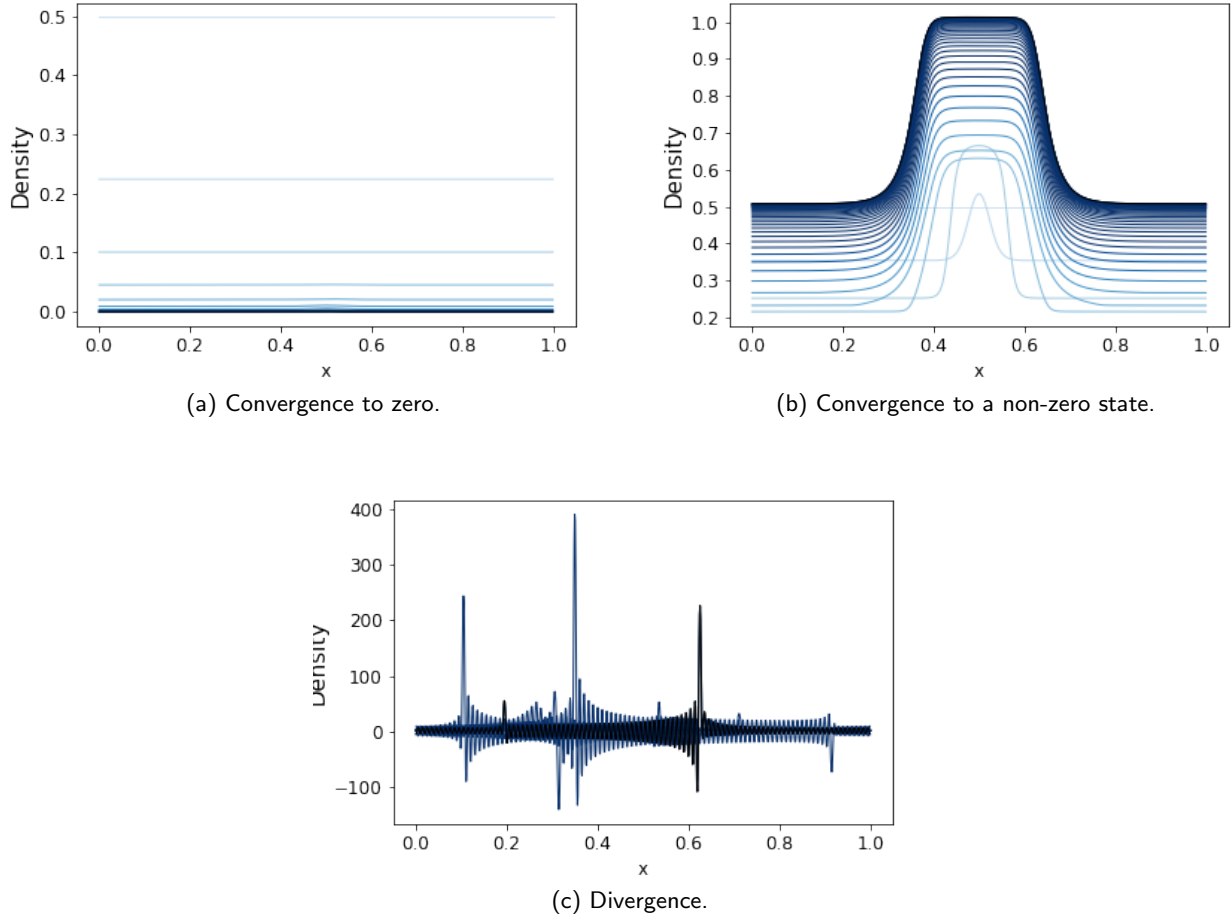 0.5
0.4
0.3
0.2
0.1
0.0
Density
0.0 0.2 0.4 0.6 0.8 1.0
x
(a) Convergence to zero.
1.0
0.9
0.8
0.7
0.6
0.5
0.4
0.3
0.2
Density
0.0 0.2 0.4 0.6 0.8 1.0
x
(b) Convergence to a non-zero state.
400
300
200
100
0
−100
Density
0.0 0.2 0.4 0.6 0.8 1.0
x
(c) Divergence.